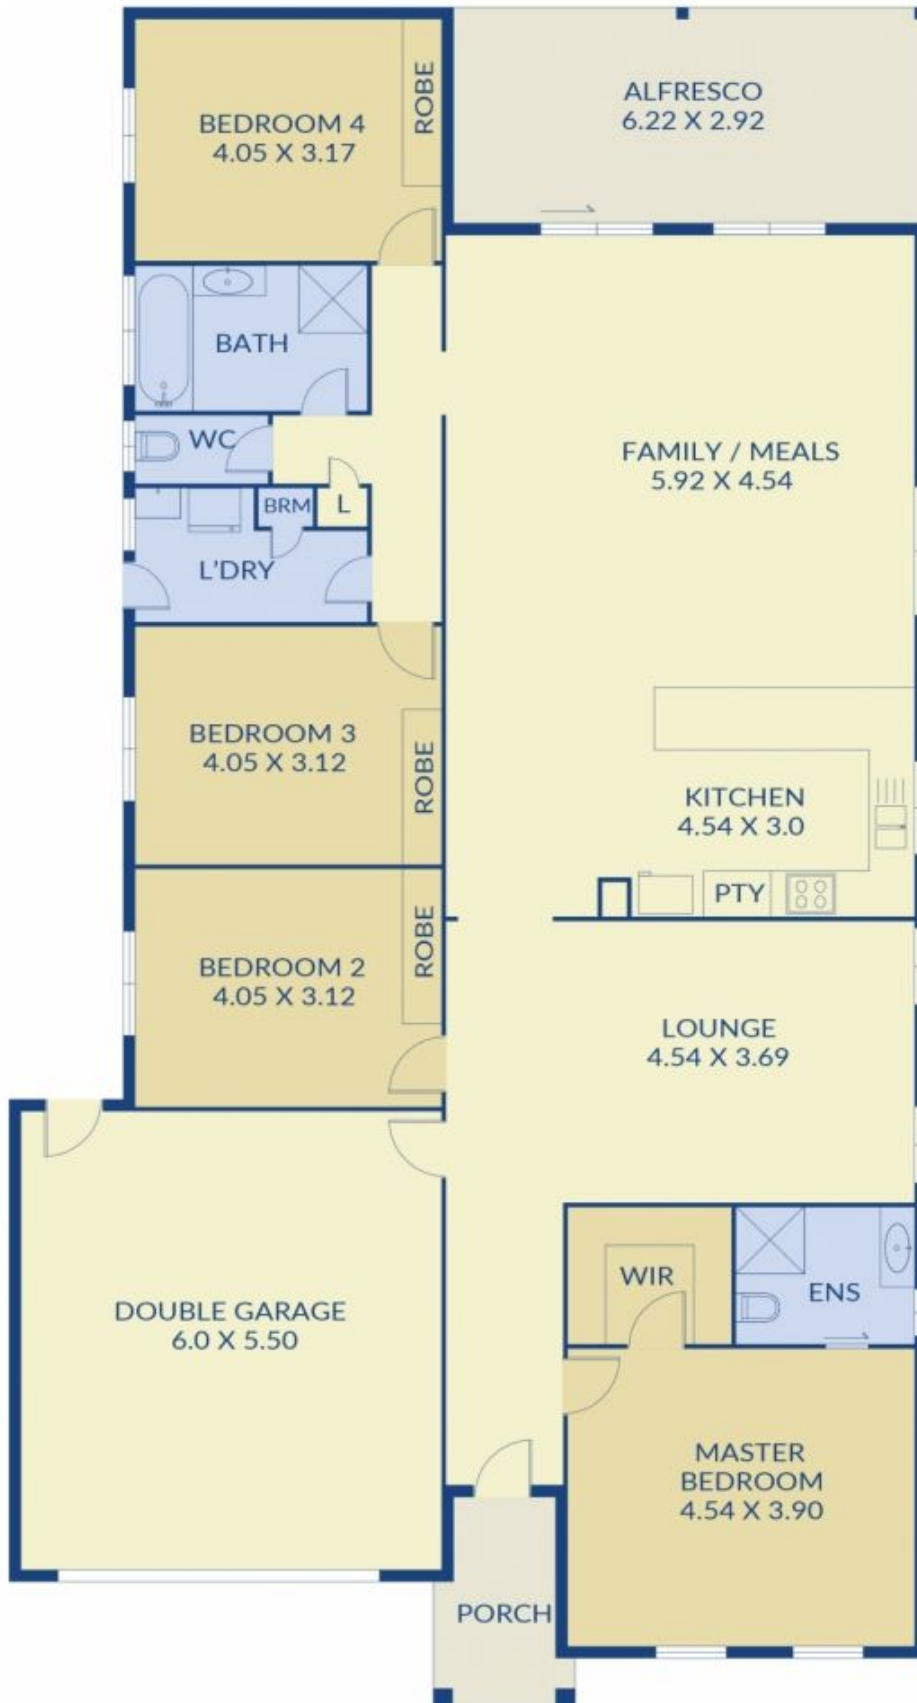 BEDROOM 4
4.05 X 3.17
ROBE
ALFRESCO
6.22 X 2.92
BATH
WC
BRM
L
L'DRY
FAMILY / MEALS
5.92 X 4.54
BEDROOM 3
4.05 X 3.12
ROBE
KITCHEN
4.54 X 3.0
PTY
BEDROOM 2
4.05 X 3.12
ROBE
LOUNGE
4.54 X 3.69
DOUBLE GARAGE
6.0 X 5.50
WIR
ENS
MASTER
BEDROOM
4.54 X 3.90
PORCH